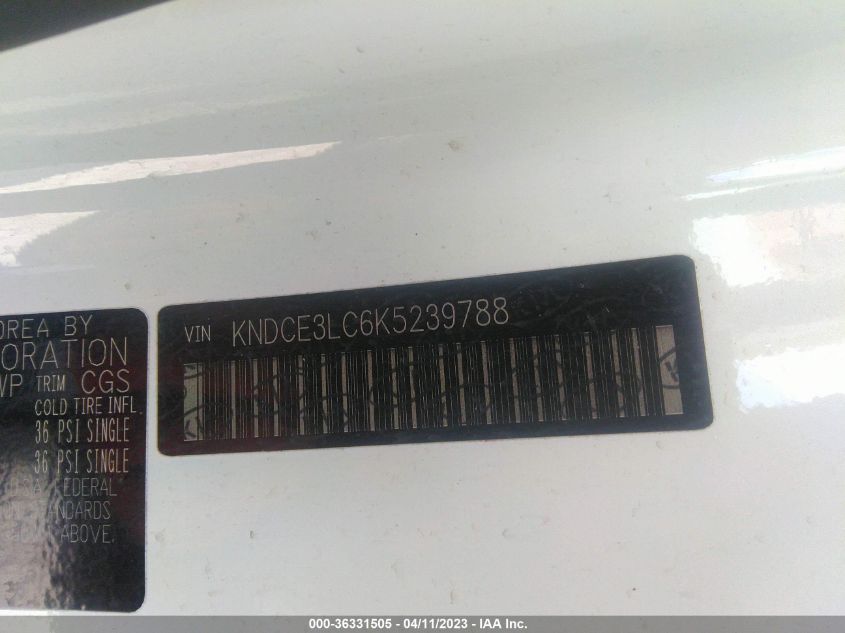 OREA BY
ORATION
WP TRIM CGS
COLD TIRE INFL.
36 PSI SINGLE
36 PSI SINGLE
FEDERAL
STANDARDS
ABOVE.
VIN KNDCE3LC6K5239788
000-36331505 - 04/11/2023 - IAA Inc.